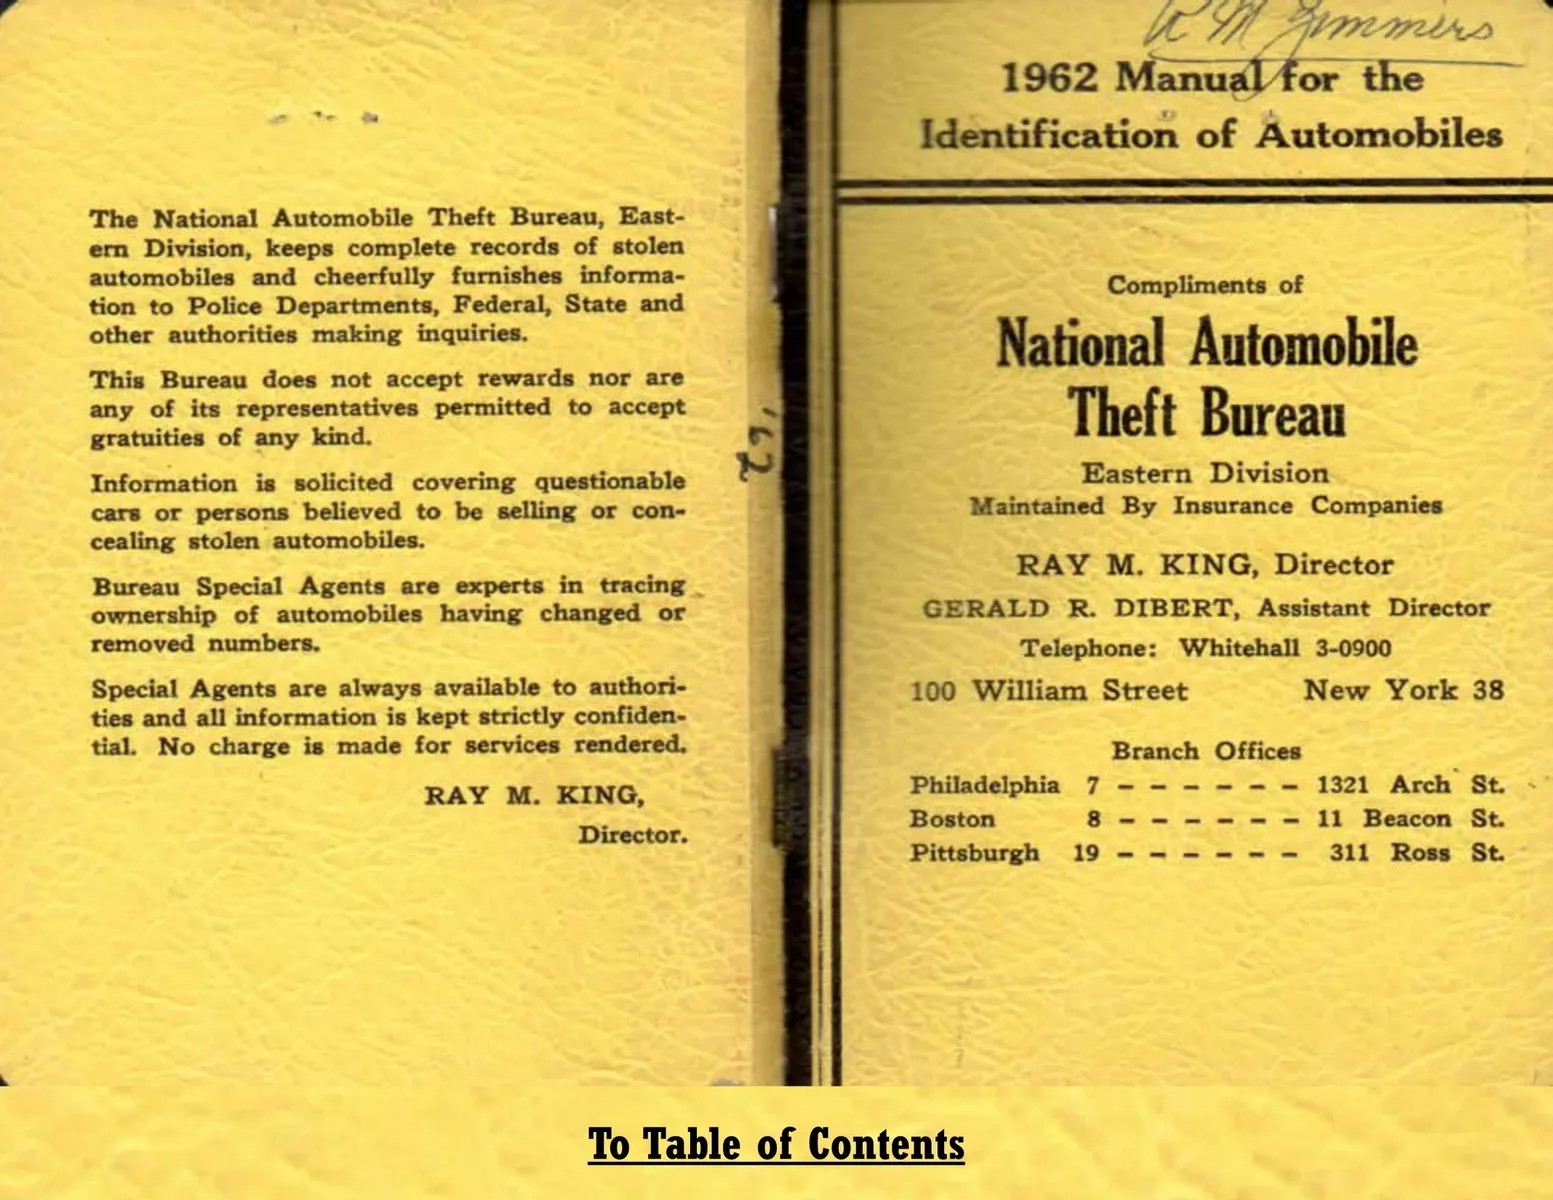 The National Automobile Theft Bureau, East-
ern Division, keeps complete records of stolen
automobiles and cheerfully furnishes informa-
tion to Police Departments, Federal, State and
other authorities making inquiries.
This Bureau does not accept rewards nor are
any of its representatives permitted to accept
gratuities of any kind.
Information is solicited covering questionable
cars or persons believed to be selling or con-
cealing stolen automobiles.
Bureau Special Agents are experts in tracing
ownership of automobiles having changed or
removed numbers.
Special Agents are always available to authori-
ties and all information is kept strictly confiden-
tial. No charge is made for services rendered.
RAY M. KING,
Director.
'62
R M Zimmers
1962 Manual for the
Identification of Automobiles
Compliments of
National Automobile
Theft Bureau
Eastern Division
Maintained By Insurance Companies
RAY M. KING, Director
GERALD R. DIBERT, Assistant Director
Telephone: Whitehall 3-0900
100 William Street New York 38
Branch Offices
Philadelphia 7 – – – – – – 1321 Arch St.
Boston 8 – – – – – – 11 Beacon St.
Pittsburgh 19 – – – – – – 311 Ross St.
To Table of Contents